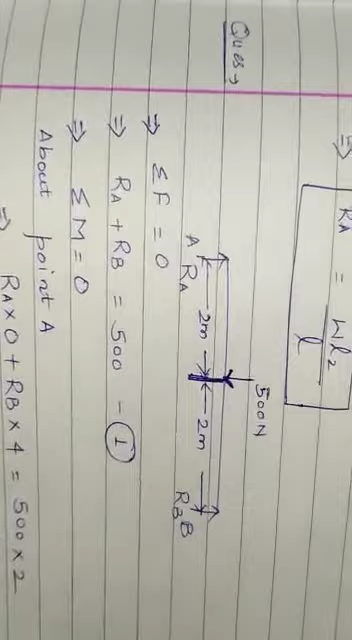 ⇒ RA = Wl2/l
Ques→
500N
A B
RA RB
2m 2m
⇒ ΣF = 0
⇒ RA + RB = 500 - ①
⇒ ΣM = 0
About point A
⇒ RA×0 + RB×4 = 500×2